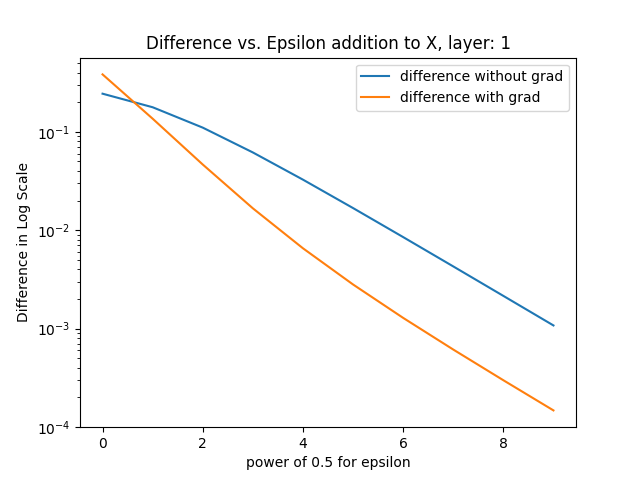 Difference vs. Epsilon addition to X, layer: 1
difference without grad
difference with grad
10⁻¹
10⁻²
10⁻³
10⁻⁴
Difference in Log Scale
0 2 4 6 8
power of 0.5 for epsilon